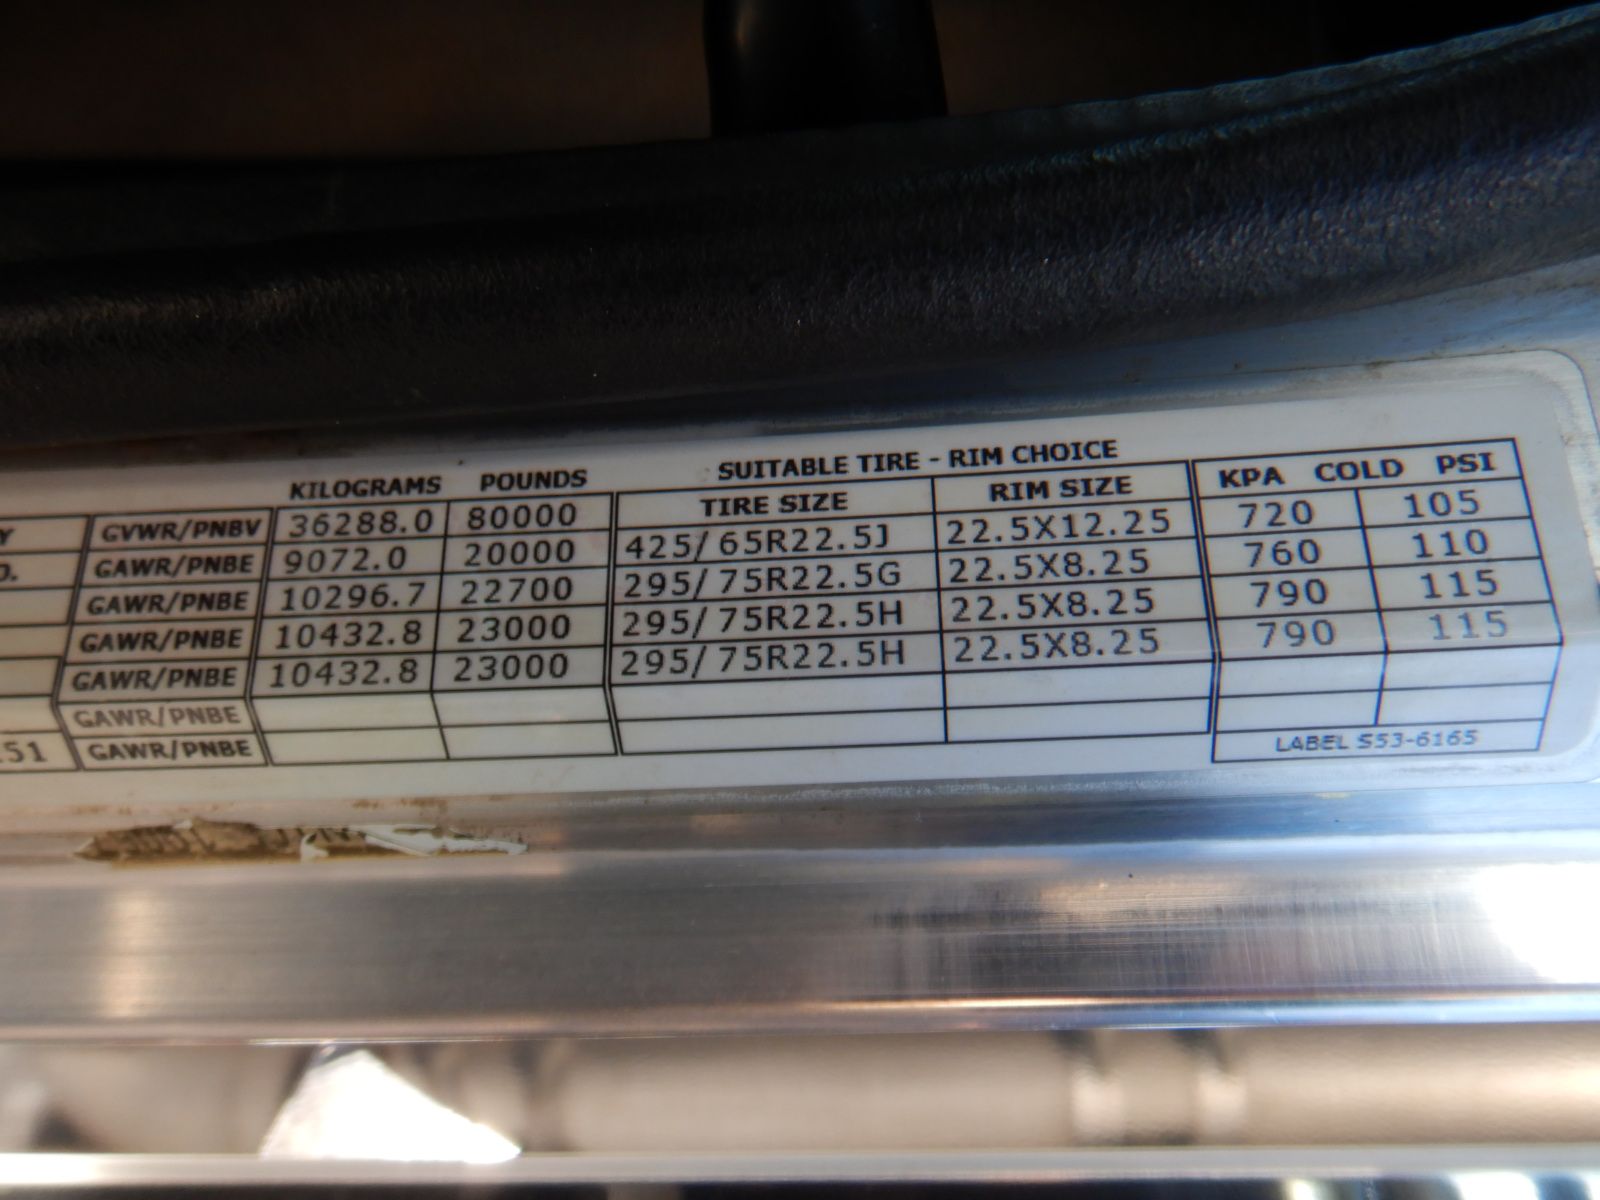 KILOGRAMS POUNDS SUITABLE TIRE - RIM CHOICE
TIRE SIZE RIM SIZE KPA COLD PSI
Y GVWR/PNBV 36288.0 80000
D. GAWR/PNBE 9072.0 20000 425/65R22.5J 22.5X12.25 720 105
GAWR/PNBE 10296.7 22700 295/75R22.5G 22.5X8.25 760 110
GAWR/PNBE 10432.8 23000 295/75R22.5H 22.5X8.25 790 115
GAWR/PNBE 10432.8 23000 295/75R22.5H 22.5X8.25 790 115
GAWR/PNBE
51 GAWR/PNBE
LABEL S53-6165